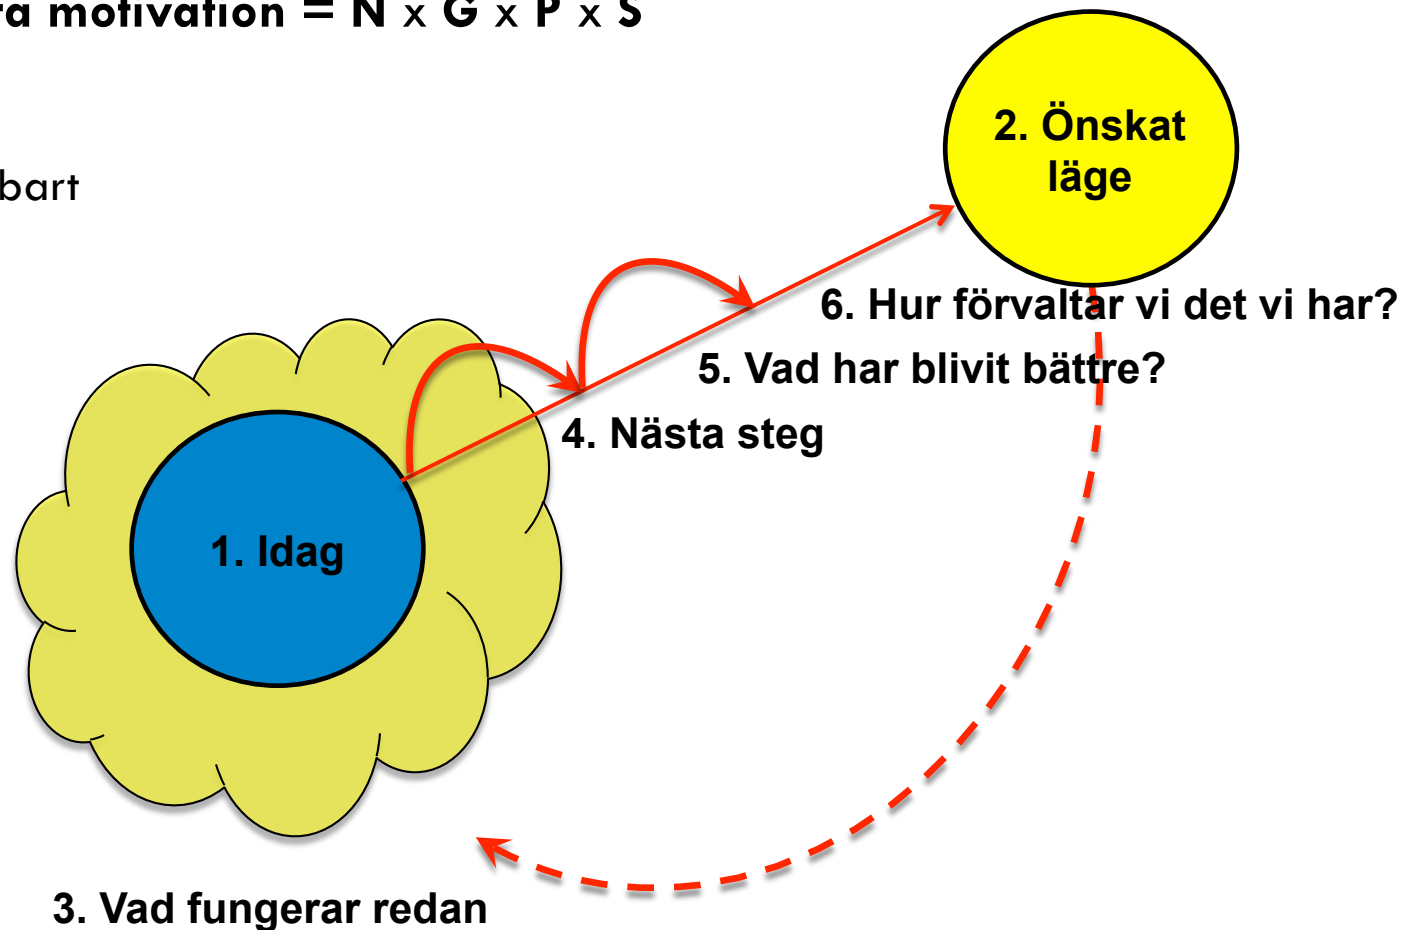 motivation = N x G x P x S
2. Önskat
läge
6. Hur förvaltar vi det vi har?
5. Vad har blivit bättre?
4. Nästa steg
1. Idag
3. Vad fungerar redan